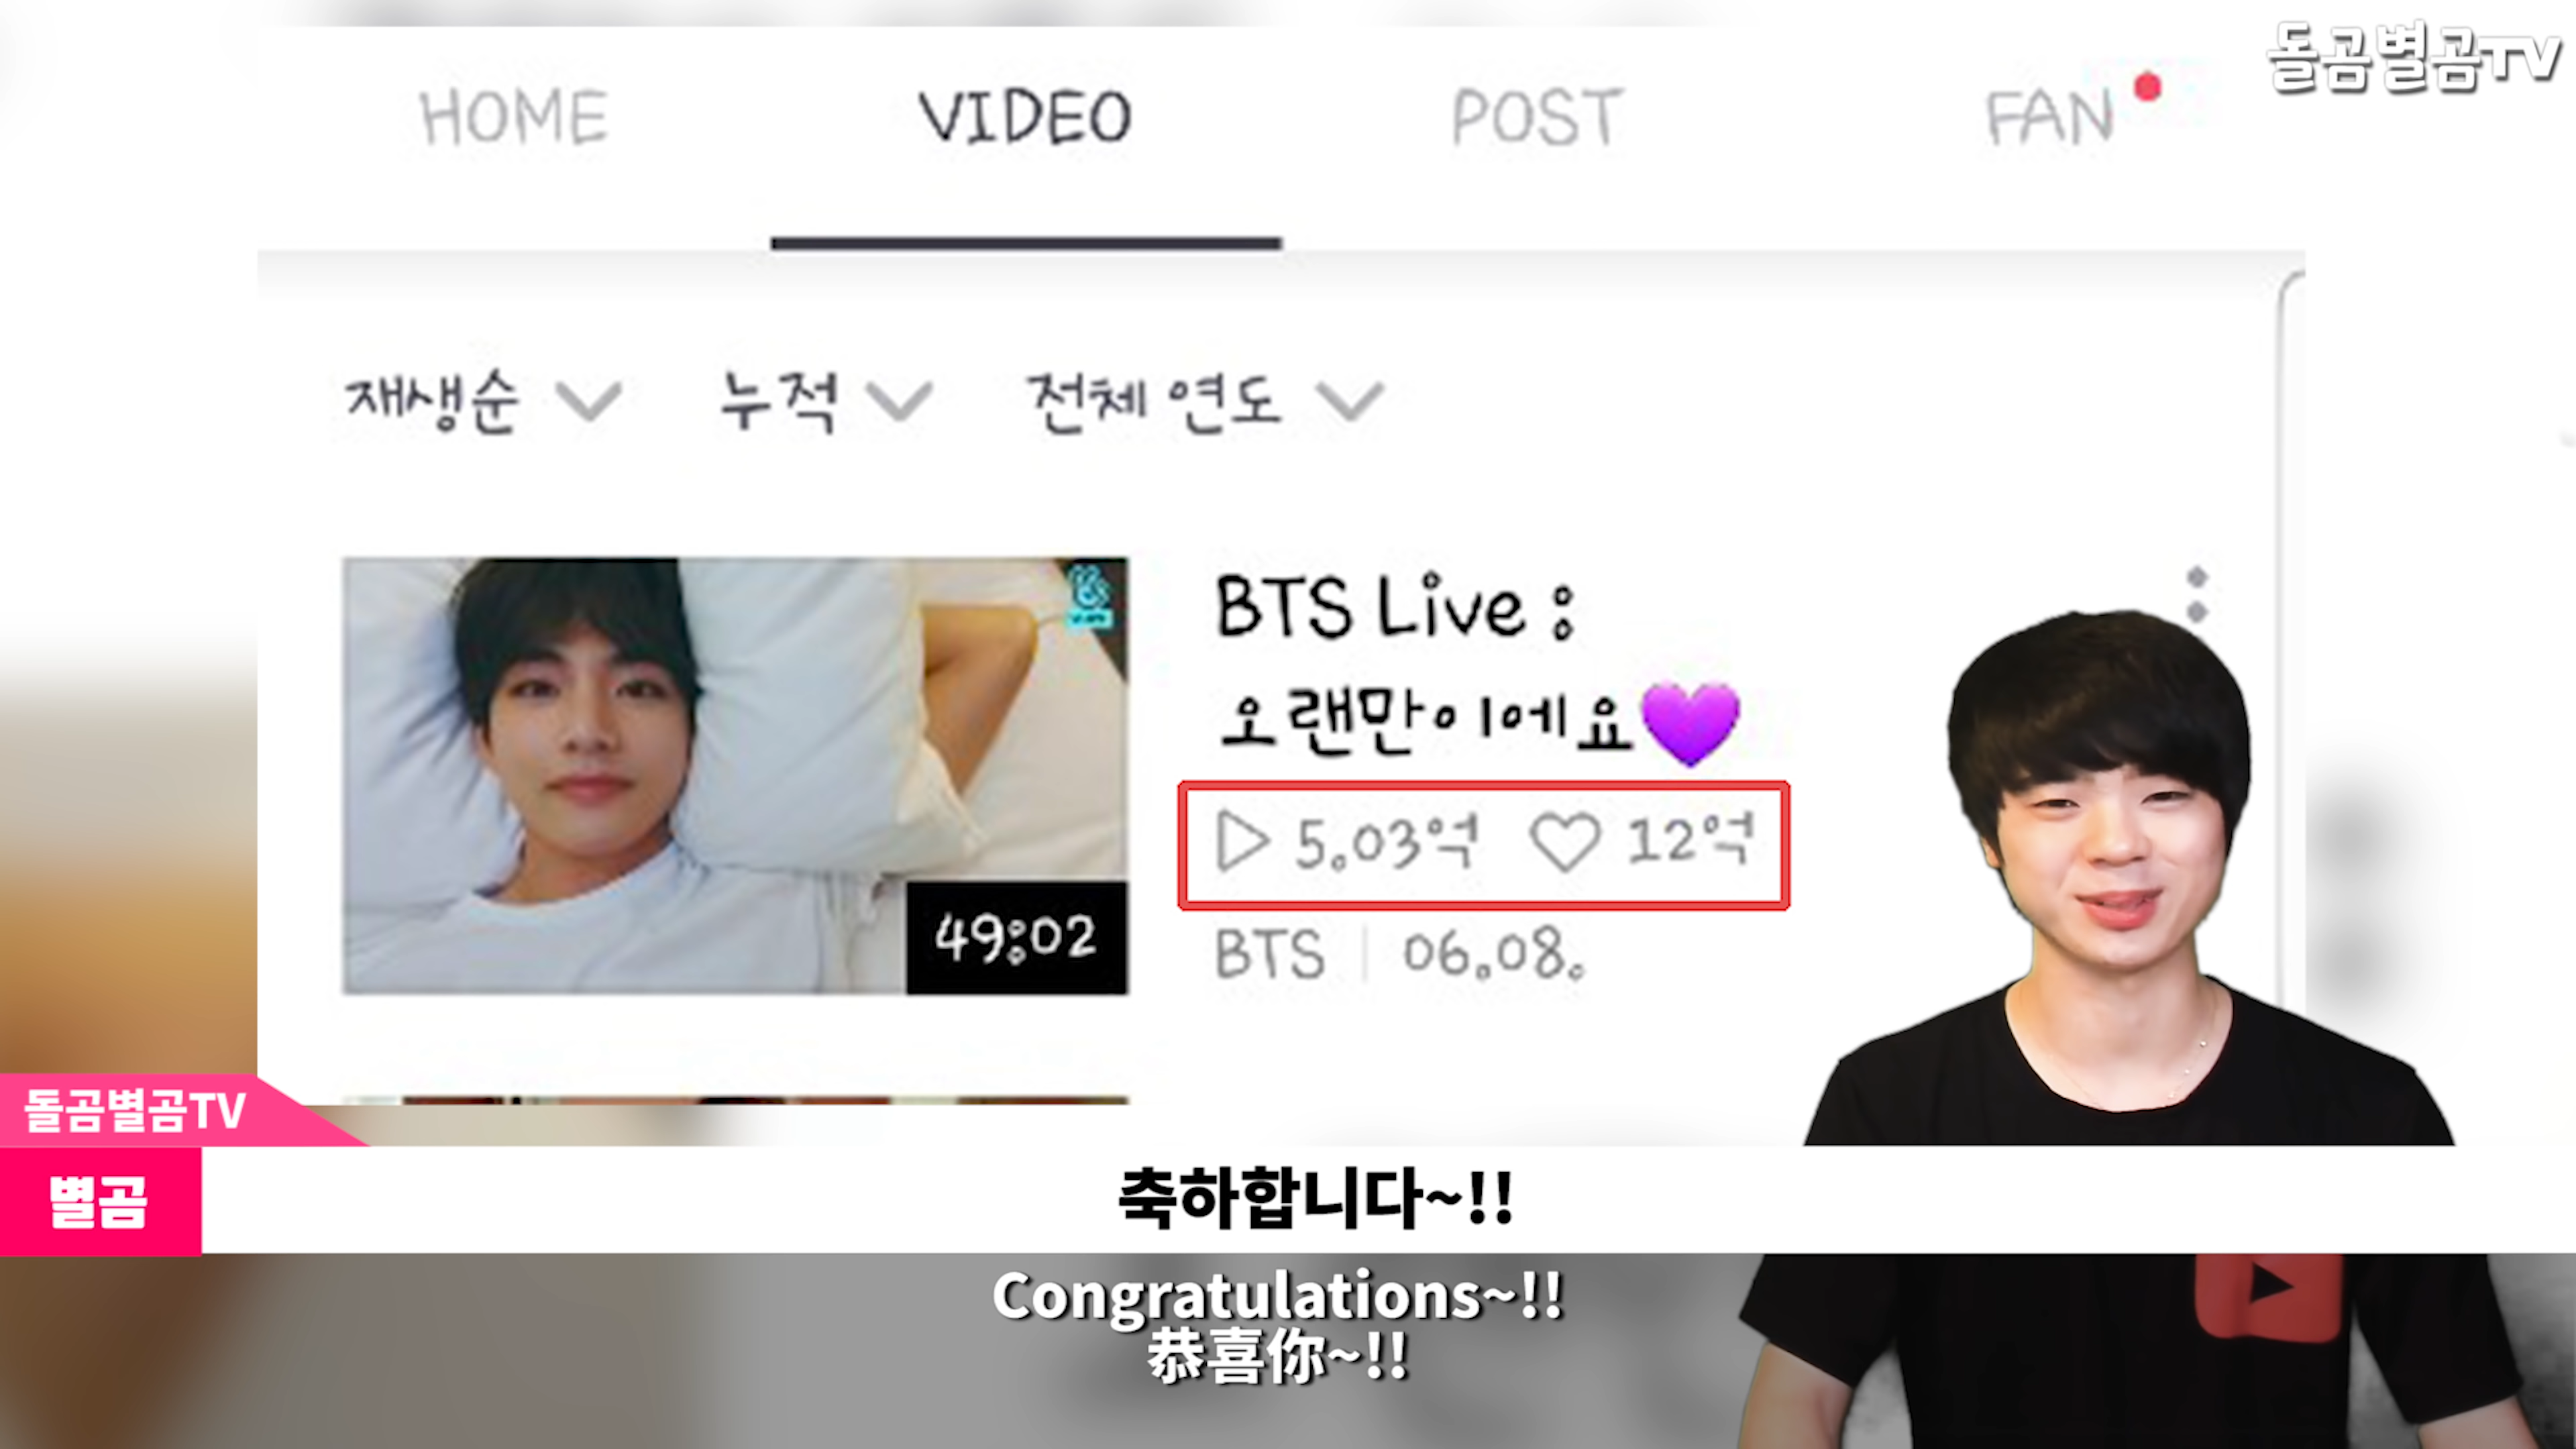 돌곰별곰TV
HOME VIDEO POST FAN
재생순 누적 전체 연도
BTS Live :
오랜만이에요💜
5.03억 12억
49:02
BTS | 06.08.
돌곰별곰TV
별곰
축하합니다~!!
Congratulations~!!
恭喜你~!!